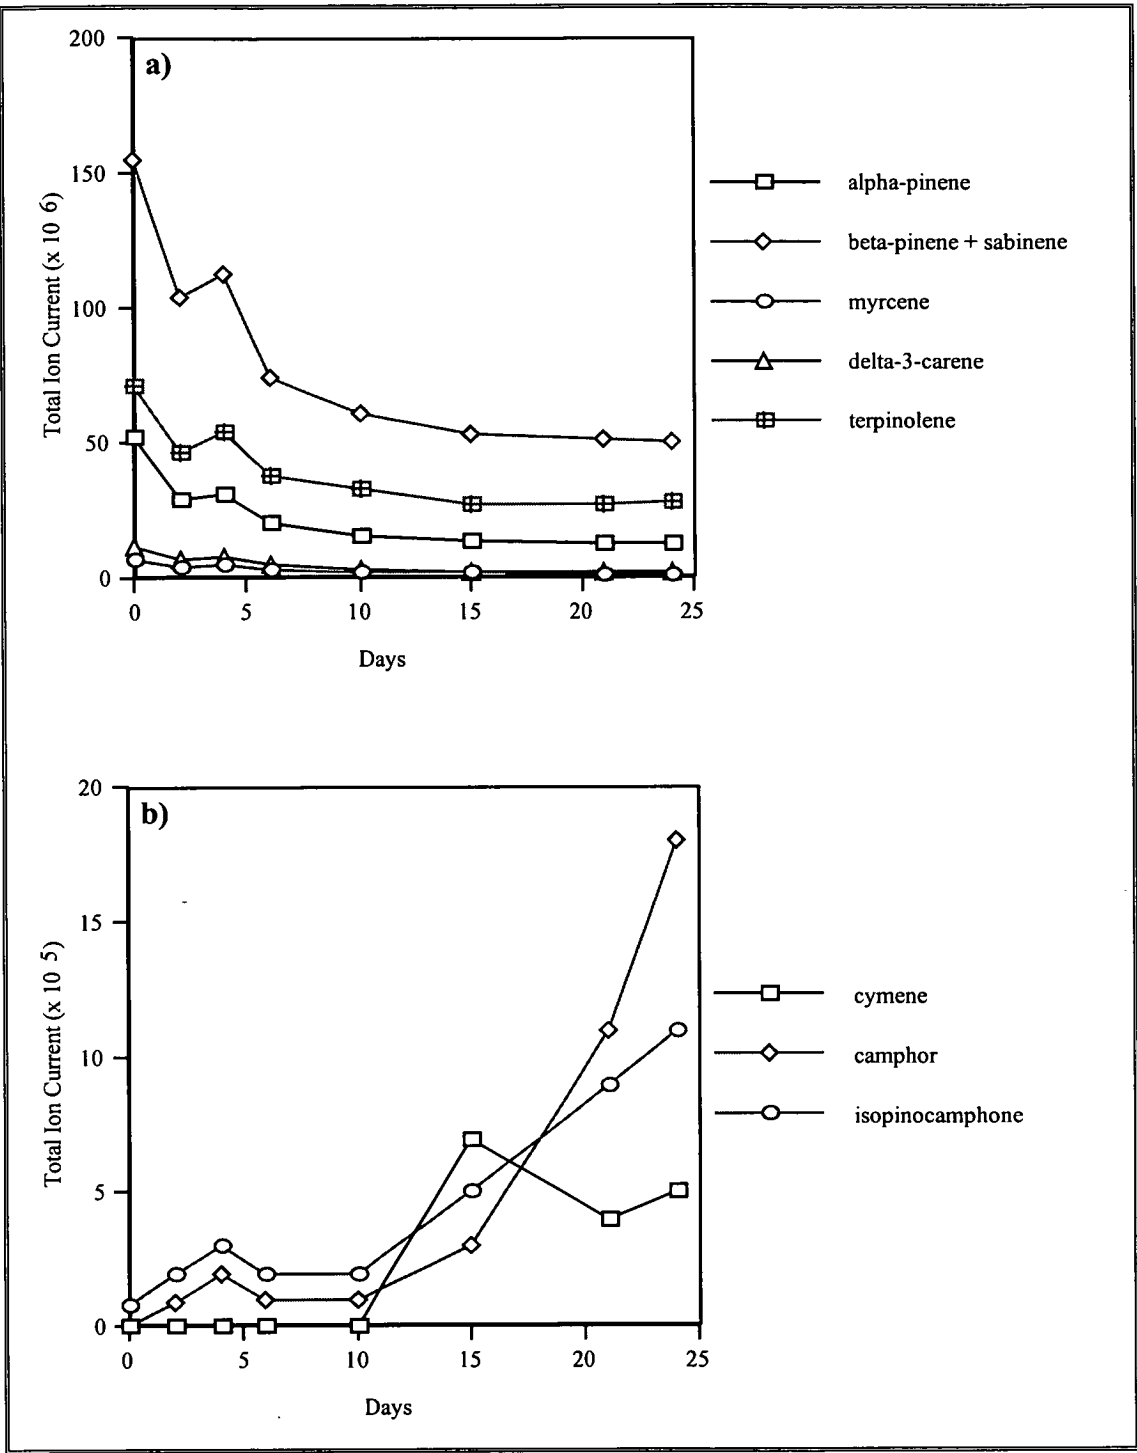 200
a)
150
100
50
0
Total Ion Current (x 10 6)
0 5 10 15 20 25
Days
alpha-pinene
beta-pinene + sabinene
myrcene
delta-3-carene
terpinolene
20
b)
15
10
5
0
Total Ion Current (x 10 5)
0 5 10 15 20 25
Days
cymene
camphor
isopinocamphone